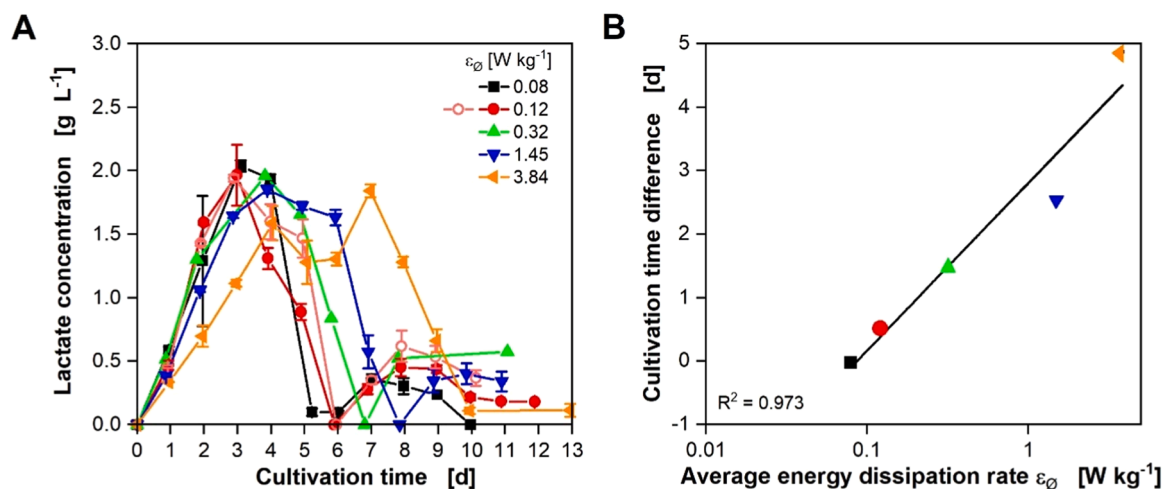 A
B
3.0
2.5
2.0
1.5
1.0
0.5
0.0
Lactate concentration [g L⁻¹]
ε_Ø [W kg⁻¹]
0.08
0.12
0.32
1.45
3.84
0 1 2 3 4 5 6 7 8 9 10 11 12 13
Cultivation time [d]
5
4
3
2
1
0
-1
Cultivation time difference [d]
R² = 0.973
0.01 0.1 1
Average energy dissipation rate ε_Ø [W kg⁻¹]